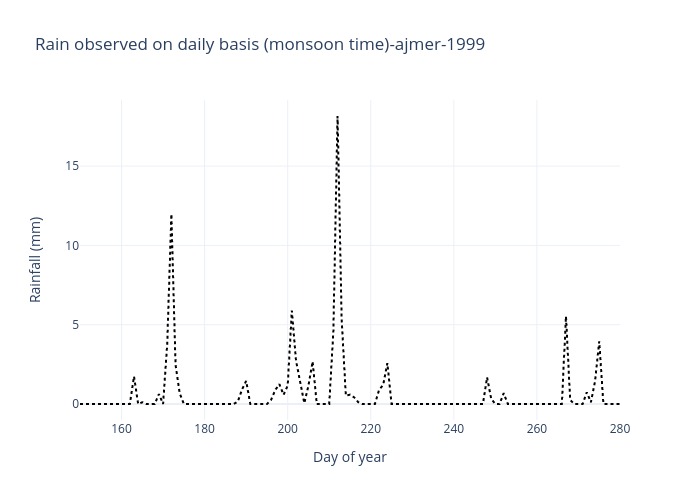 Rain observed on daily basis (monsoon time)-ajmer-1999
Rainfall (mm)
15
10
5
0
160 180 200 220 240 260 280
Day of year